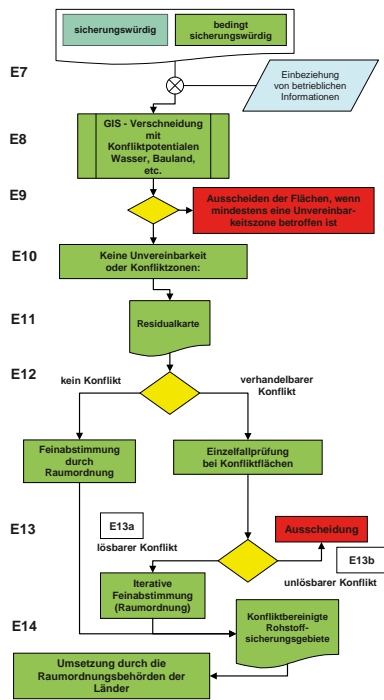 sicherungswürdig
bedingt
sicherungswürdig
E7
Einbeziehung
von betrieblichen
Informationen
E8
GIS - Verschneidung
mit
Konfliktpotentialen
Wasser, Bauland,
etc.
E9
Ausscheiden der Flächen, wenn
mindestens eine Unvereinbar-
keitszone betroffen ist
E10
Keine Unvereinbarkeit
oder Konfliktzonen:
E11
Residualkarte
E12
kein Konflikt
verhandelbarer
Konflikt
Feinabstimmung
durch
Raumordnung
Einzelfallprüfung
bei Konfliktflächen
E13
E13a
lösbarer Konflikt
Ausscheidung
E13b
unlösbarer Konflikt
Iterative
Feinabstimmung
(Raumordnung)
E14
Konfliktbereinigte
Rohstoff-
sicherungsgebiete
Umsetzung durch die
Raumordnungsbehörden der
Länder